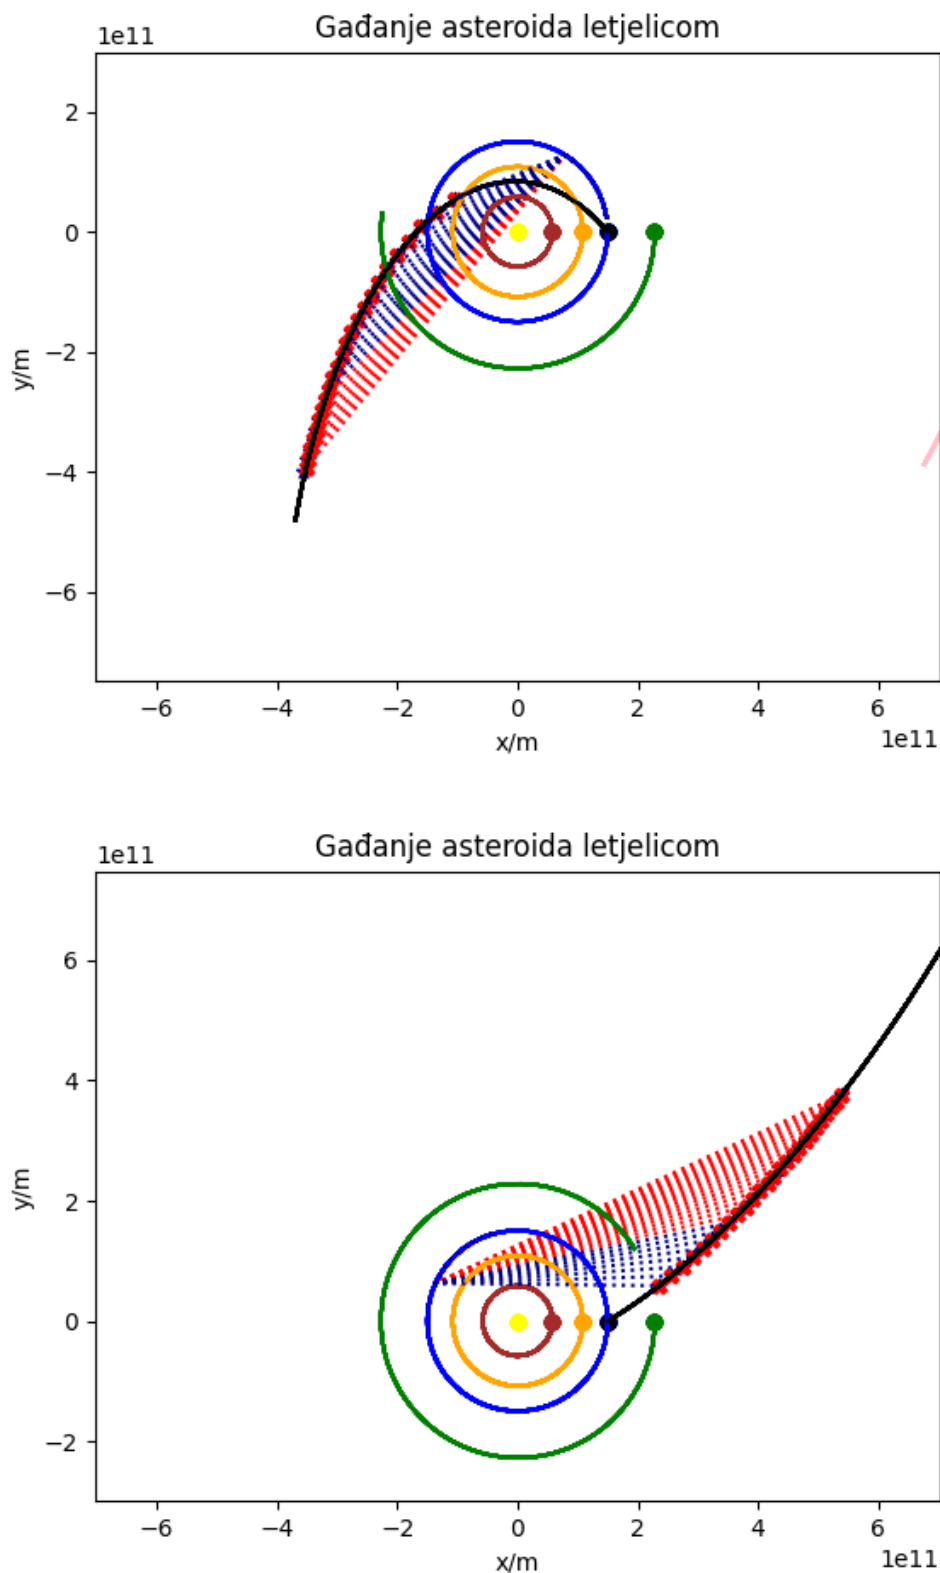 Gađanje asteroida letjelicom
1e11
2
0
−2
−4
−6
y/m
−6 −4 −2 0 2 4 6
x/m
1e11
Gađanje asteroida letjelicom
1e11
6
4
2
0
−2
y/m
−6 −4 −2 0 2 4 6
x/m
1e11